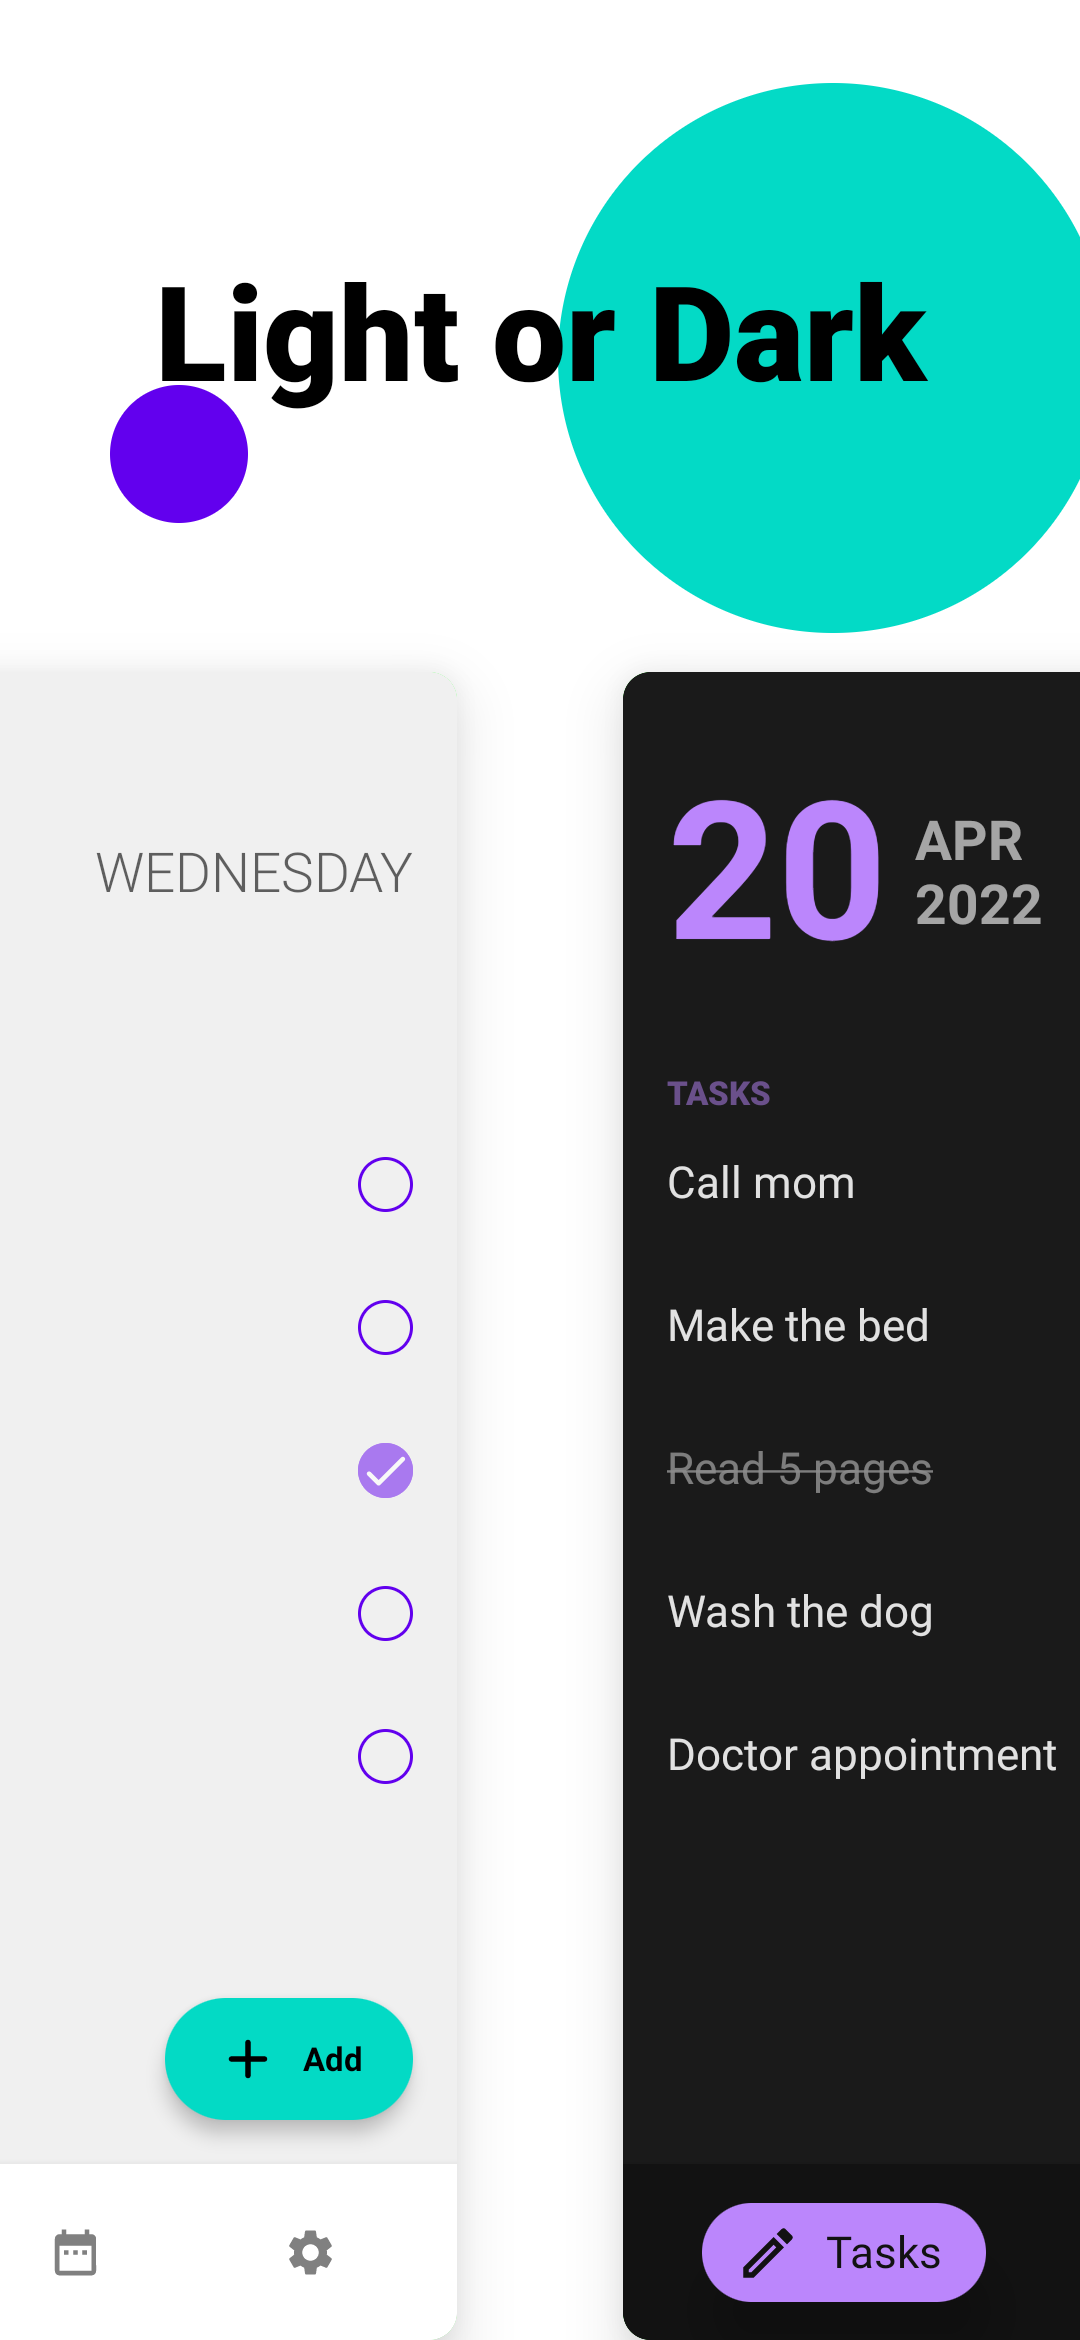 Light or Dark
WEDNESDAY
Add
20
APR
2022
TASKS
Call mom
Make the bed
Read 5 pages
Wash the dog
Doctor appointment
Tasks